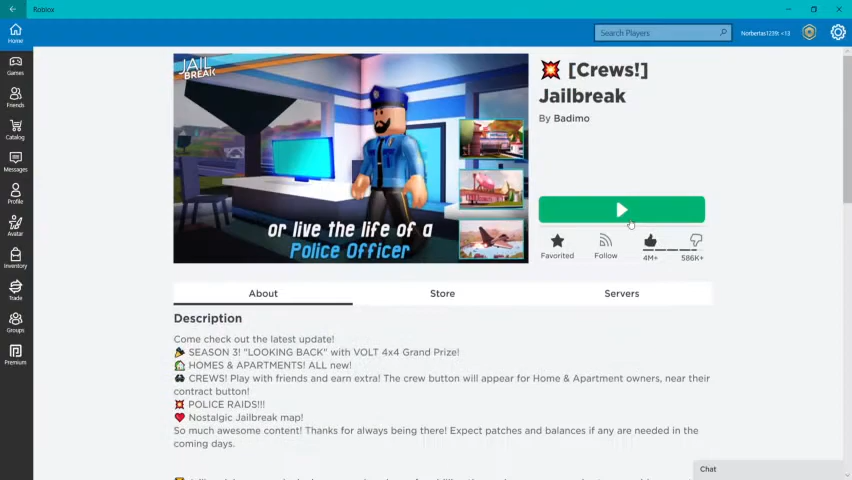 Roblox
Home
Search Players
Norbertas1239: <13
Games
Friends
Catalog
Messages
Profile
Avatar
Inventory
Trade
Groups
Premium
JAIL
BREAK
or live the life of a
Police Officer
[Crews!]
Jailbreak
By Badimo
Favorited
Follow
4M+
586K+
About
Store
Servers
Description
Come check out the latest update!
SEASON 3! "LOOKING BACK" with VOLT 4x4 Grand Prize!
HOMES & APARTMENTS! ALL new!
CREWS! Play with friends and earn extra! The crew button will appear for Home & Apartment owners, near their
contract button!
POLICE RAIDS!!!
Nostalgic Jailbreak map!
So much awesome content! Thanks for always being there! Expect patches and balances if any are needed in the
coming days.
Chat